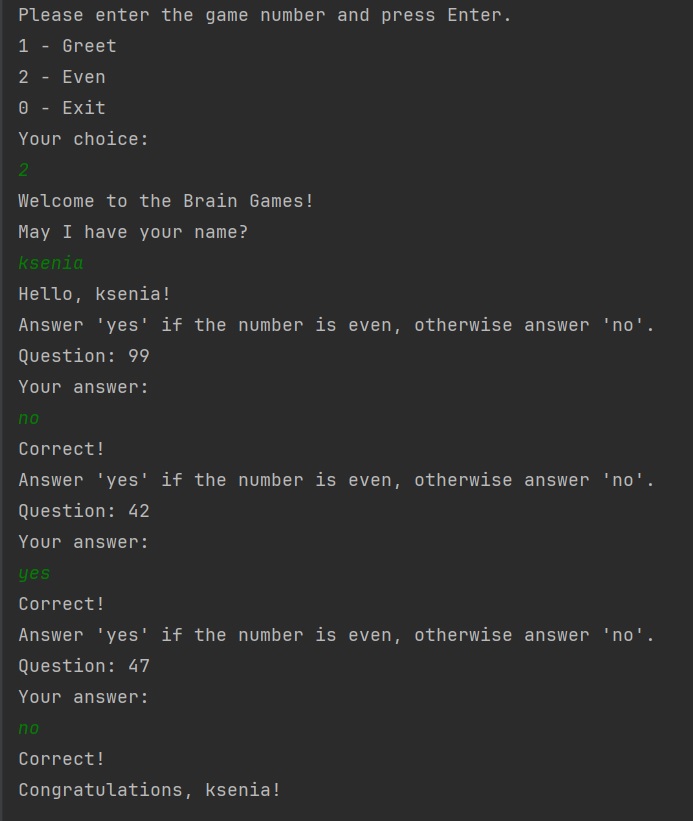 Please enter the game number and press Enter.
1 - Greet
2 - Even
0 - Exit
Your choice:
2
Welcome to the Brain Games!
May I have your name?
ksenia
Hello, ksenia!
Answer 'yes' if the number is even, otherwise answer 'no'.
Question: 99
Your answer:
no
Correct!
Answer 'yes' if the number is even, otherwise answer 'no'.
Question: 42
Your answer:
yes
Correct!
Answer 'yes' if the number is even, otherwise answer 'no'.
Question: 47
Your answer:
no
Correct!
Congratulations, ksenia!